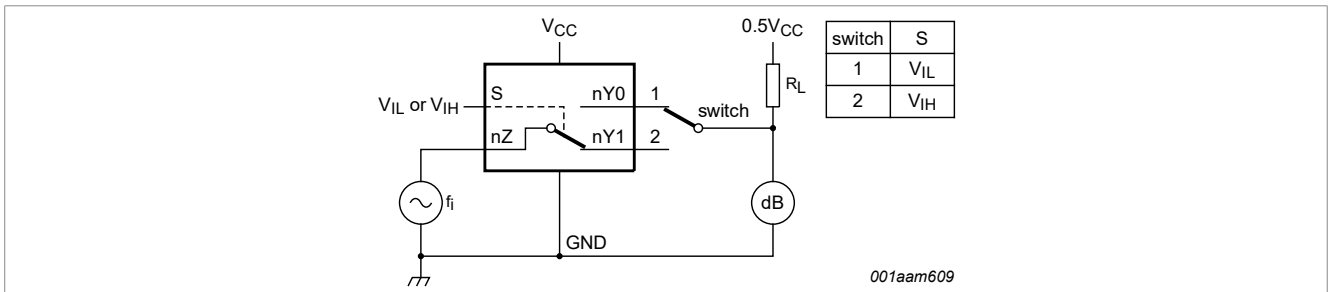 VCC
0.5VCC
switch S
1 VIL
2 VIH
RL
S
nY0
1
switch
VIL or VIH
nZ
nY1
2
fi
dB
GND
001aam609